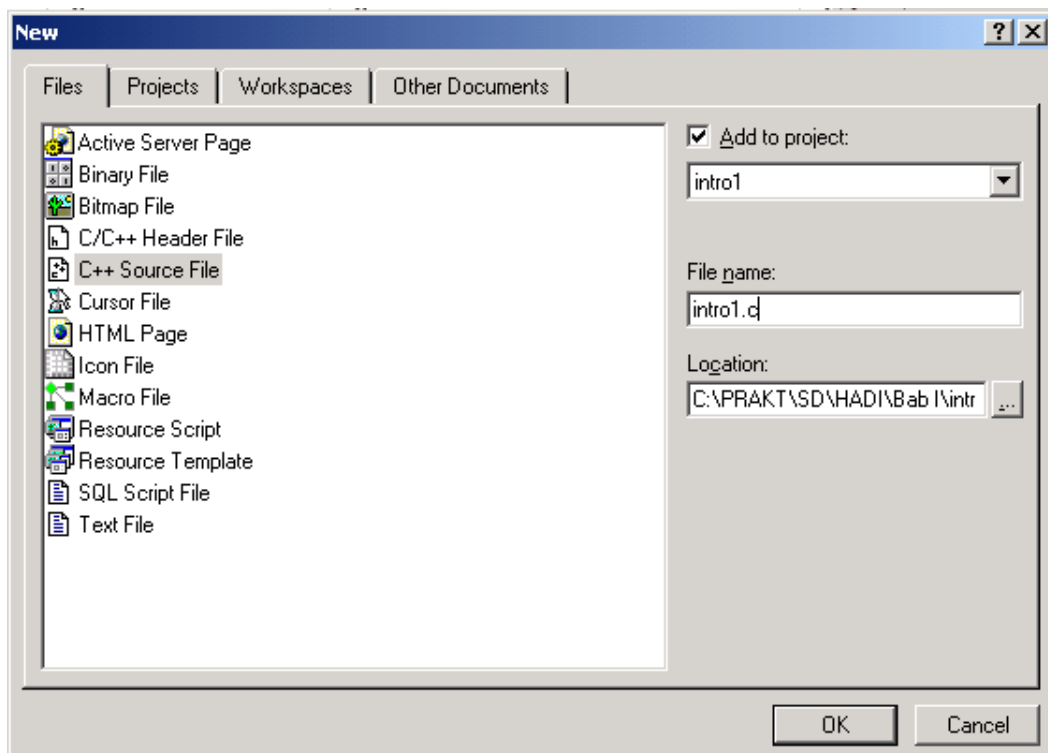 New
Files Projects Workspaces Other Documents
Active Server Page
Binary File
Bitmap File
C/C++ Header File
C++ Source File
Cursor File
HTML Page
Icon File
Macro File
Resource Script
Resource Template
SQL Script File
Text File
Add to project:
intro1
File name:
intro1.c
Location:
C:\PRAKT\SD\HADI\Bab I\intr ...
OK Cancel